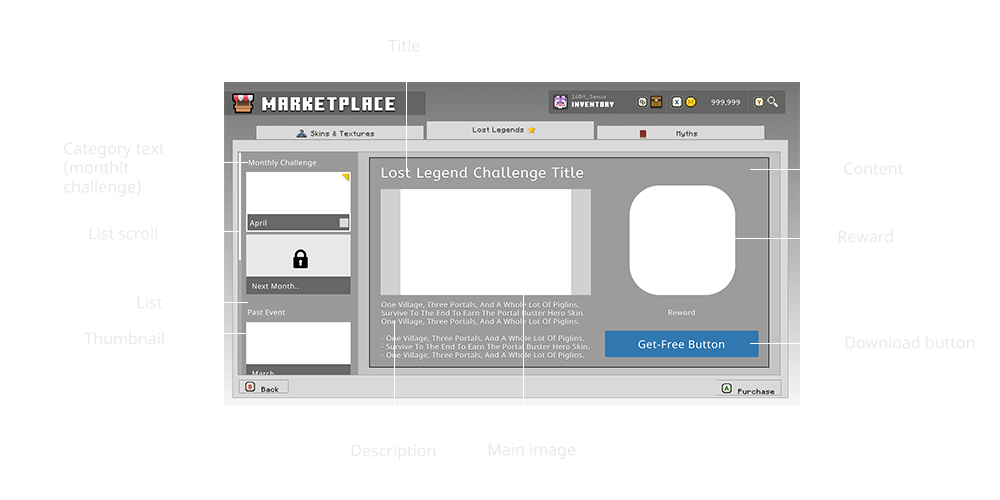 Title
MARKETPLACE
16Bit_Samus
INVENTORY
X
999,999
Y
Skins & Textures
Lost Legends
Myths
Category text
(monthlt
challenge)
List scroll
List
Thumbnail
Monthly Challenge
April
Next Month..
Past Event
March
Lost Legend Challenge Title
One Village, Three Portals, And A Whole Lot Of Piglins.
Survive To The End To Earn The Portal Buster Hero Skin.
One Village, Three Portals, And A Whole Lot Of Piglins.
- One Village, Three Portals, And A Whole Lot Of Piglins.
- Survive To The End To Earn The Portal Buster Hero Skin.
- One Village, Three Portals, And A Whole Lot Of Piglins.
Reward
Get-Free Button
Content
Reward
Download button
B Back
A Purchase
Description
Main image